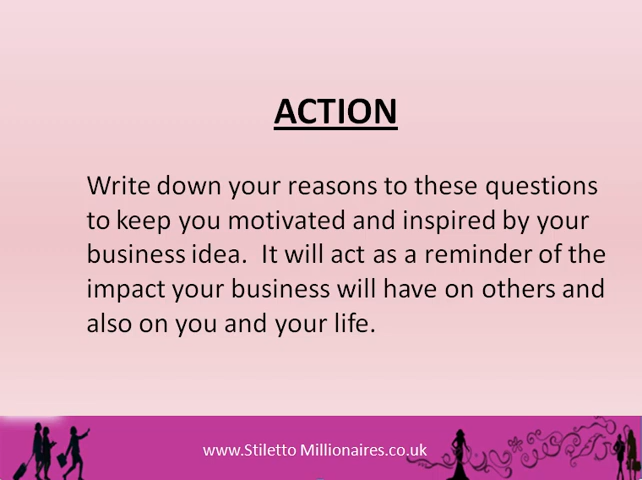 ACTION
Write down your reasons to these questions
to keep you motivated and inspired by your
business idea.  It will act as a reminder of the
impact your business will have on others and
also on you and your life.
www.Stiletto Millionaires.co.uk